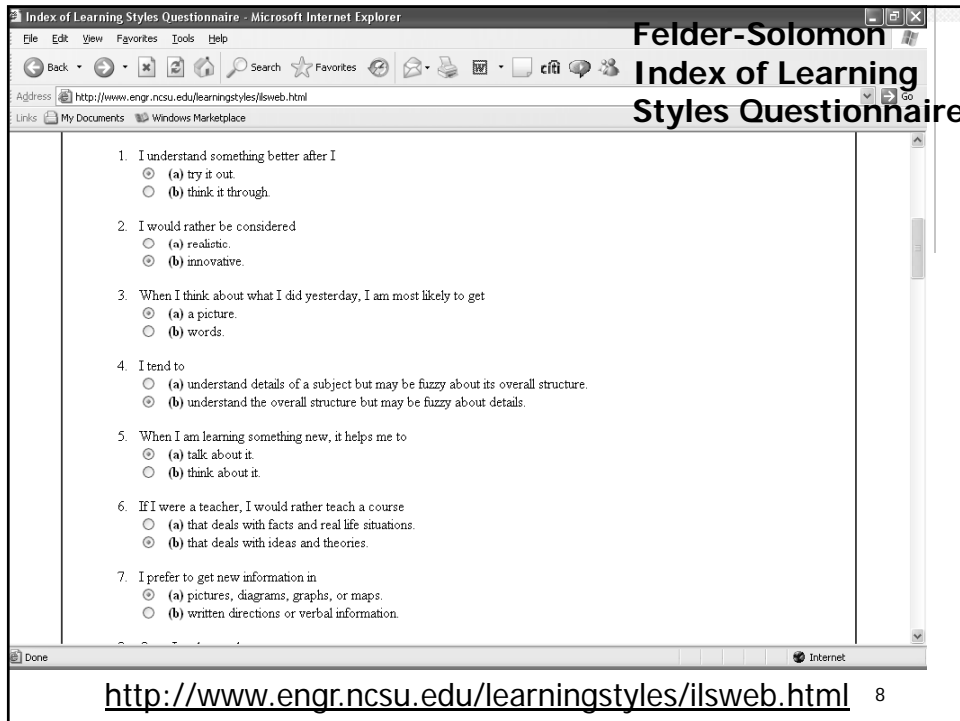 Index of Learning Styles Questionnaire - Microsoft Internet Explorer
Felder-Solomon
Index of Learning
Styles Questionnaire
File Edit View Favorites Tools Help
Back Search Favorites
Address http://www.engr.ncsu.edu/learningstyles/ilsweb.html Go
Links My Documents Windows Marketplace
1. I understand something better after I
(a) try it out.
(b) think it through.
2. I would rather be considered
(a) realistic.
(b) innovative.
3. When I think about what I did yesterday, I am most likely to get
(a) a picture.
(b) words.
4. I tend to
(a) understand details of a subject but may be fuzzy about its overall structure.
(b) understand the overall structure but may be fuzzy about details.
5. When I am learning something new, it helps me to
(a) talk about it.
(b) think about it.
6. If I were a teacher, I would rather teach a course
(a) that deals with facts and real life situations.
(b) that deals with ideas and theories.
7. I prefer to get new information in
(a) pictures, diagrams, graphs, or maps.
(b) written directions or verbal information.
Done Internet
http://www.engr.ncsu.edu/learningstyles/ilsweb.html 8